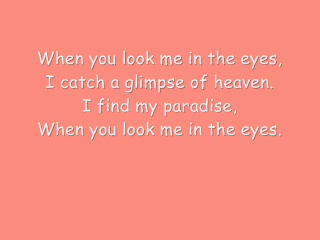 When you look me in the eyes,
I catch a glimpse of heaven.
I find my paradise,
When you look me in the eyes.